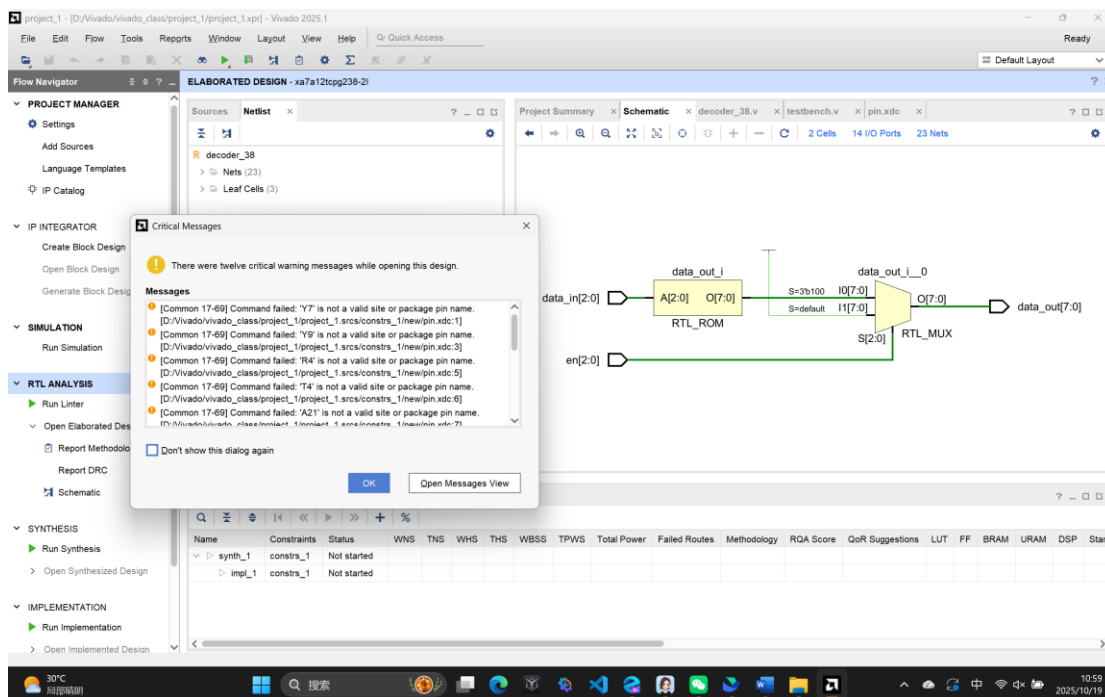 project_1 - [D:/Vivado/vivado_class/project_1/project_1.xpr] - Vivado 2025.1
File Edit Flow Tools Reports Window Layout View Help Quick Access Ready
Default Layout
Flow Navigator
ELABORATED DESIGN - xa7a12tcpg238-2I
PROJECT MANAGER
Settings
Add Sources
Language Templates
IP Catalog
IP INTEGRATOR
Create Block Design
Open Block Design
Generate Block Desig
SIMULATION
Run Simulation
RTL ANALYSIS
Run Linter
Open Elaborated Des
Report Methodolo
Report DRC
Schematic
SYNTHESIS
Run Synthesis
Open Synthesized Design
IMPLEMENTATION
Run Implementation
Open Implemented Design
Sources Netlist
decoder_38
Nets (23)
Leaf Cells (3)
Project Summary Schematic decoder_38.v testbench.v pin.xdc
2 Cells 14 I/O Ports 23 Nets
data_in[2:0]
data_out_i
A[2:0] O[7:0]
RTL_ROM
en[2:0]
data_out_i__0
S=3'b100 I0[7:0]
S=default I1[7:0]
O[7:0]
S[2:0]
RTL_MUX
data_out[7:0]
Critical Messages
There were twelve critical warning messages while opening this design.
Messages
[Common 17-69] Command failed: 'Y7' is not a valid site or package pin name.
[D:/Vivado/vivado_class/project_1/project_1.srcs/constrs_1/new/pin.xdc:1]
[Common 17-69] Command failed: 'Y9' is not a valid site or package pin name.
[D:/Vivado/vivado_class/project_1/project_1.srcs/constrs_1/new/pin.xdc:3]
[Common 17-69] Command failed: 'R4' is not a valid site or package pin name.
[D:/Vivado/vivado_class/project_1/project_1.srcs/constrs_1/new/pin.xdc:5]
[Common 17-69] Command failed: 'T4' is not a valid site or package pin name.
[D:/Vivado/vivado_class/project_1/project_1.srcs/constrs_1/new/pin.xdc:6]
[Common 17-69] Command failed: 'A21' is not a valid site or package pin name.
[D:/Vivado/vivado_class/project_1/project_1.srcs/constrs_1/new/pin.xdc:7]
Don't show this dialog again
OK Open Messages View
Name Constraints Status WNS TNS WHS THS WBSS TPWS Total Power Failed Routes Methodology RQA Score QoR Suggestions LUT FF BRAM URAM DSP Star
synth_1 constrs_1 Not started
impl_1 constrs_1 Not started
30°C
局部晴朗
搜索
中
10:59
2025/10/19